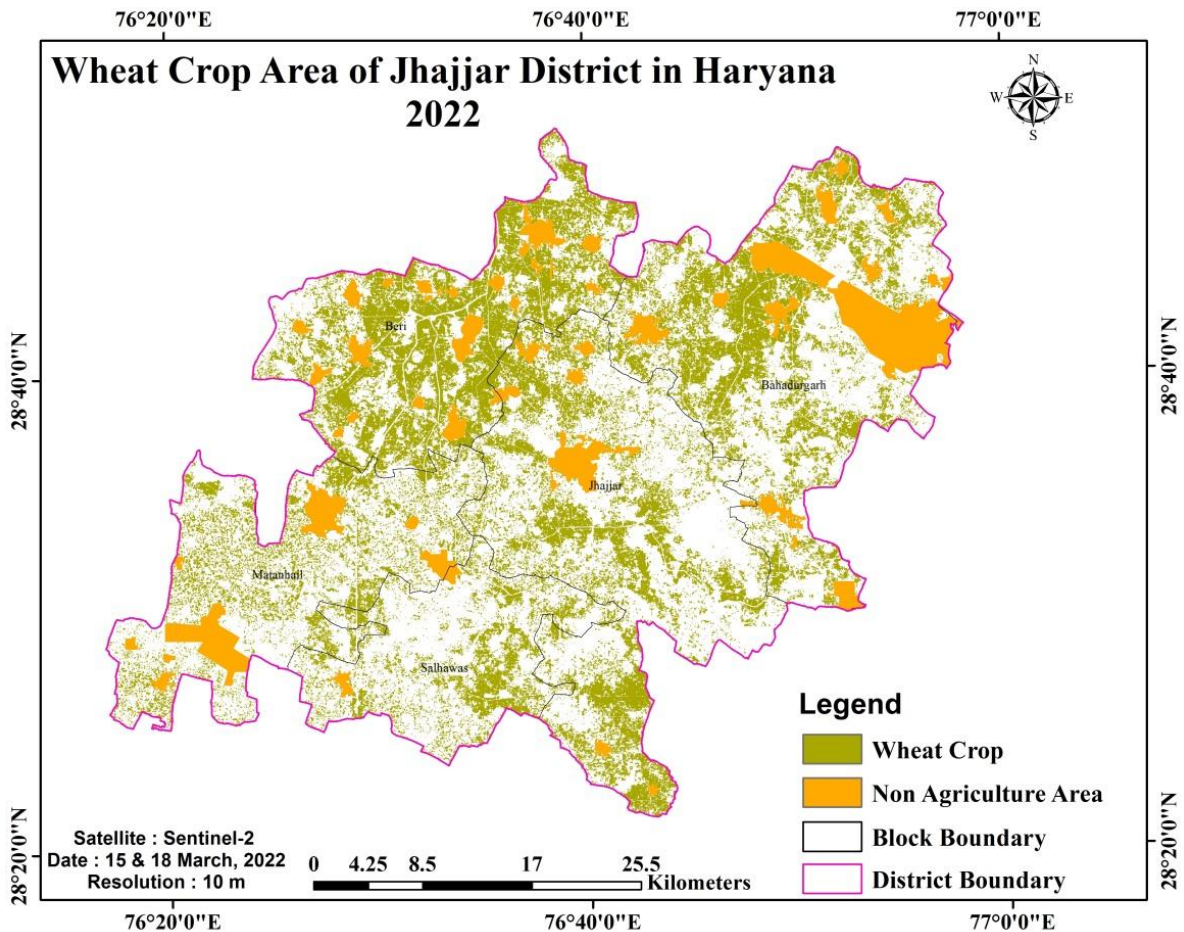 76°20'0"E
76°40'0"E
77°0'0"E
Wheat Crop Area of Jhajjar District in Haryana
2022
N
W
E
S
28°40'0"N
28°40'0"N
Beri
Bahadurgarh
Jhajjar
Matanhail
Salhawas
28°20'0"N
28°20'0"N
Legend
Wheat Crop
Non Agriculture Area
Block Boundary
District Boundary
Satellite : Sentinel-2
Date : 15 & 18 March, 2022
Resolution : 10 m
0 4.25 8.5 17 25.5
Kilometers
76°20'0"E
76°40'0"E
77°0'0"E